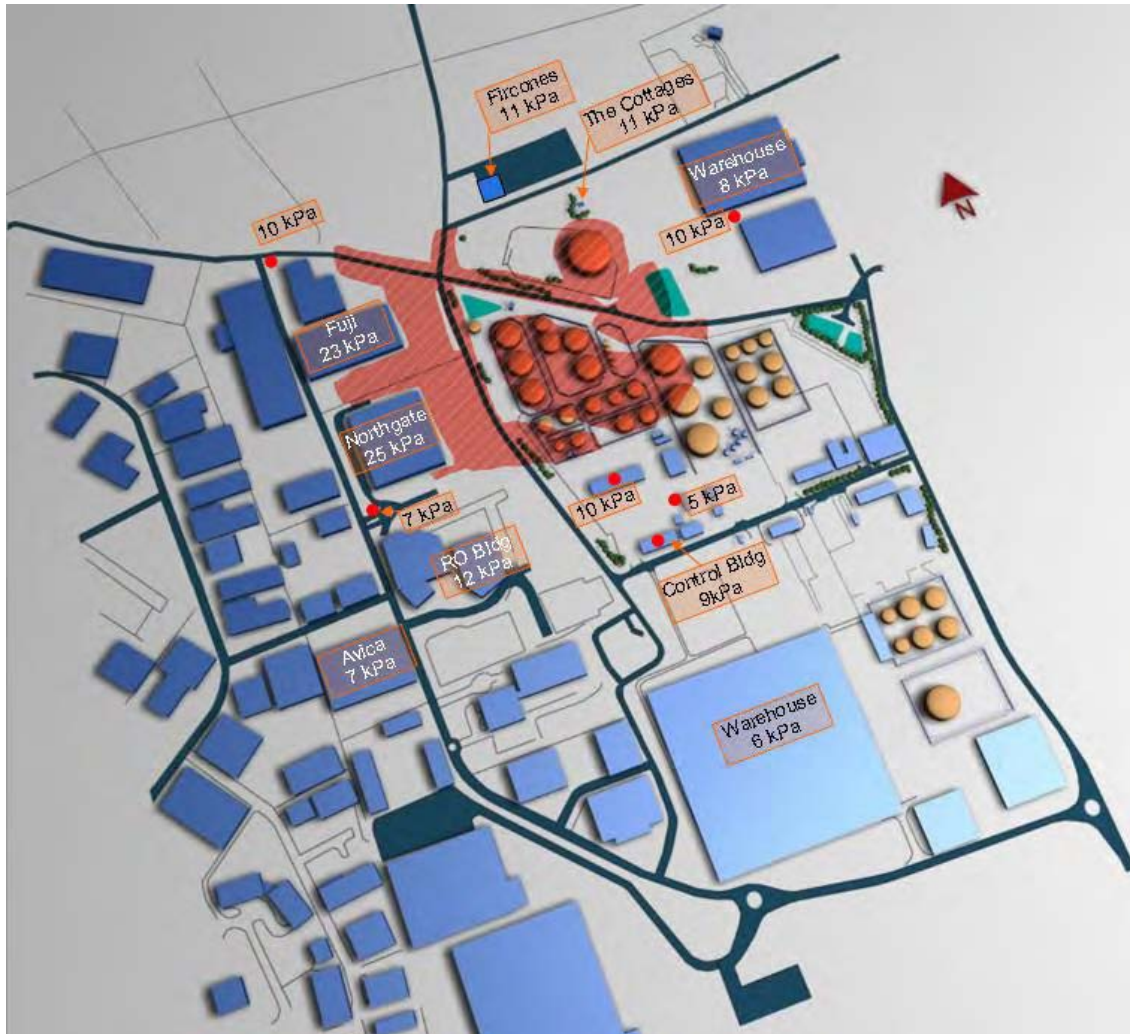 Fircones
11 kPa
The Cottages
11 kPa
Warehouse
8 kPa
10 kPa
10 kPa
N
Fuji
23 kPa
Northgate
25 kPa
7 kPa
10 kPa
5 kPa
RO Bldg
12 kPa
Control Bldg
9kPa
Avica
7 kPa
Warehouse
6 kPa